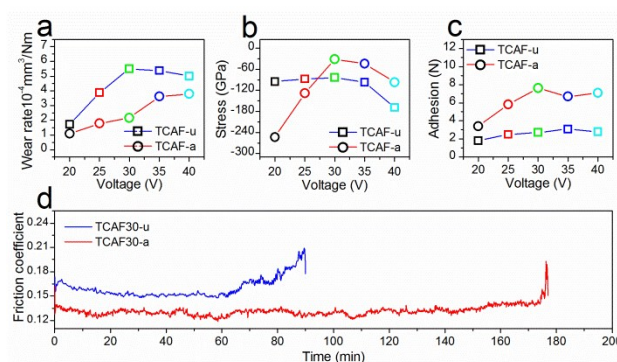 a
Wear rate10⁻⁴mm³/Nm
7
6
5
4
3
2
1
0
TCAF-u
TCAF-a
20 25 30 35 40
Voltage (V)
b
Stress (GPa)
60
0
-60
-120
-180
-240
-300
TCAF-u
TCAF-a
20 25 30 35 40
Voltage (V)
c
Adhesion (N)
12
10
8
6
4
2
0
TCAF-u
TCAF-a
20 25 30 35 40
Voltage (V)
d
Friction coefficient
0.24
0.21
0.18
0.15
0.12
TCAF30-u
TCAF30-a
0 20 40 60 80 100 120 140 160 180 200
Time (min)